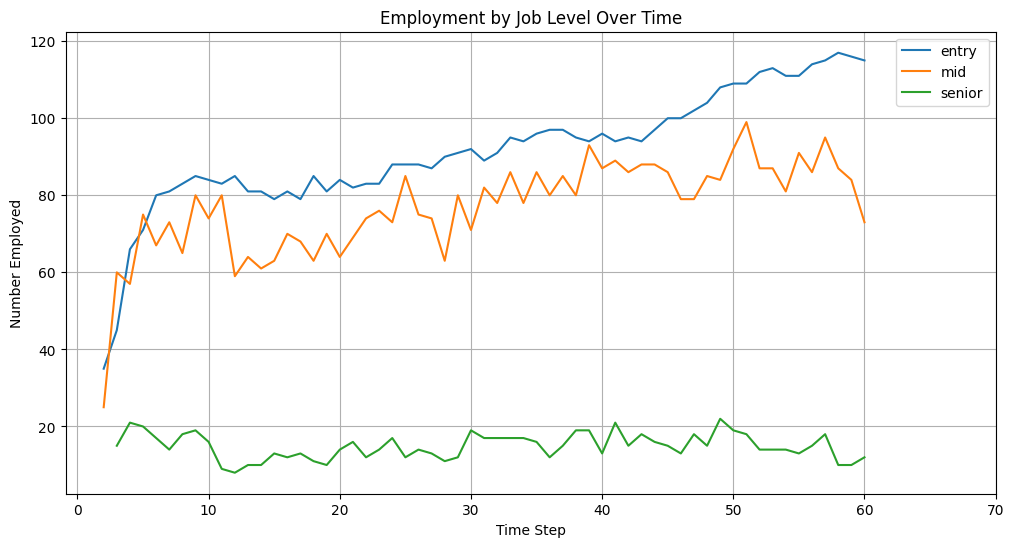 Employment by Job Level Over Time
Number Employed
120
100
80
60
40
20
0 10 20 30 40 50 60 70
Time Step
entry
mid
senior